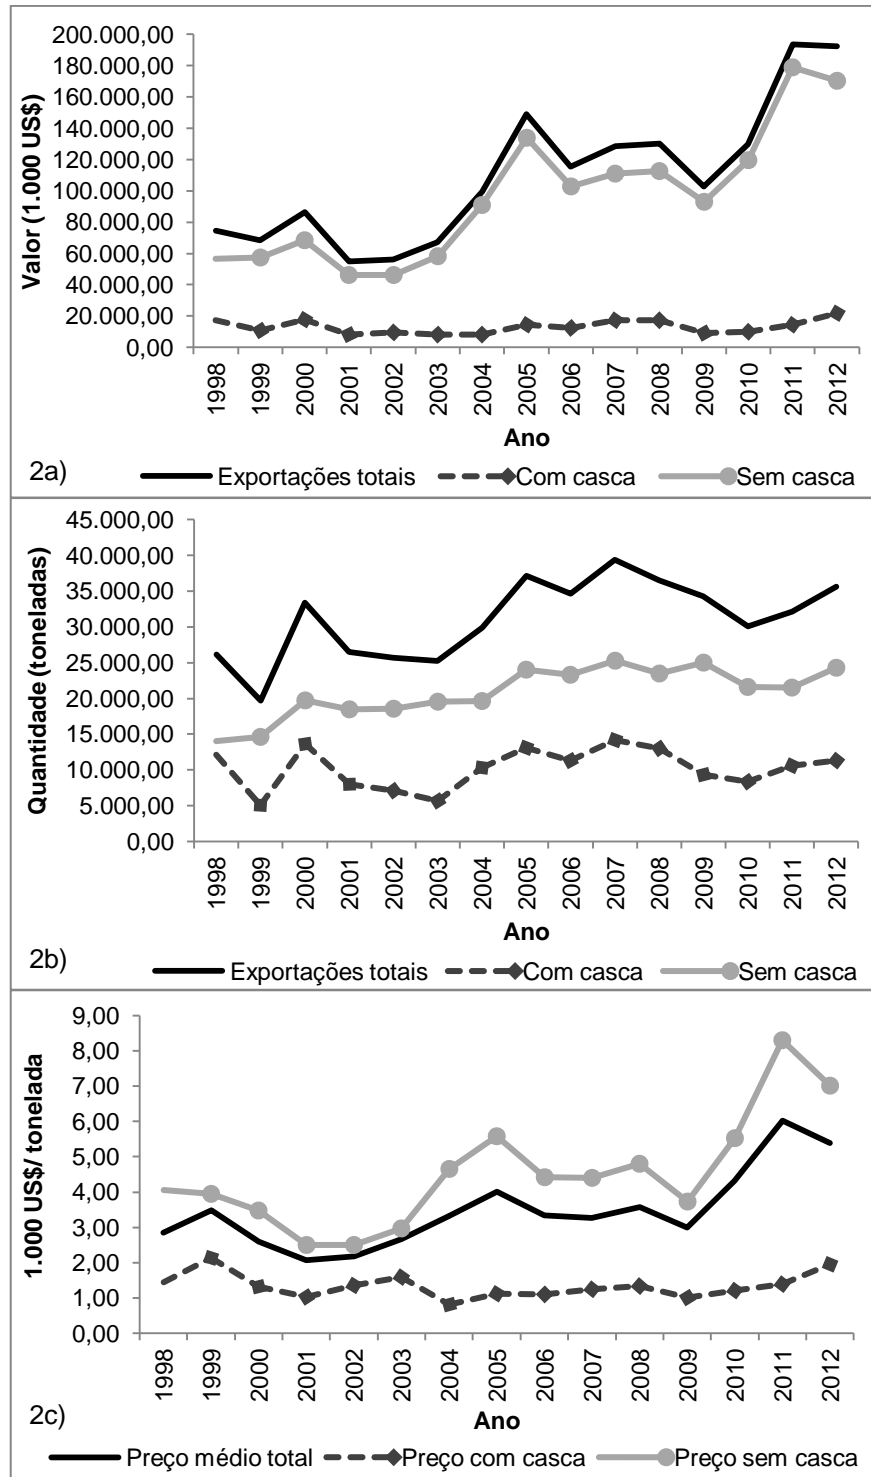 Valor (1.000 US$)
200.000,00
180.000,00
160.000,00
140.000,00
120.000,00
100.000,00
80.000,00
60.000,00
40.000,00
20.000,00
0,00
1998 1999 2000 2001 2002 2003 2004 2005 2006 2007 2008 2009 2010 2011 2012
Ano
2a)
Exportações totais Com casca Sem casca
Quantidade (toneladas)
45.000,00
40.000,00
35.000,00
30.000,00
25.000,00
20.000,00
15.000,00
10.000,00
5.000,00
0,00
1998 1999 2000 2001 2002 2003 2004 2005 2006 2007 2008 2009 2010 2011 2012
Ano
2b)
Exportações totais Com casca Sem casca
1.000 US$/ tonelada
9,00
8,00
7,00
6,00
5,00
4,00
3,00
2,00
1,00
0,00
1998 1999 2000 2001 2002 2003 2004 2005 2006 2007 2008 2009 2010 2011 2012
Ano
2c)
Preço médio total Preço com casca Preço sem casca